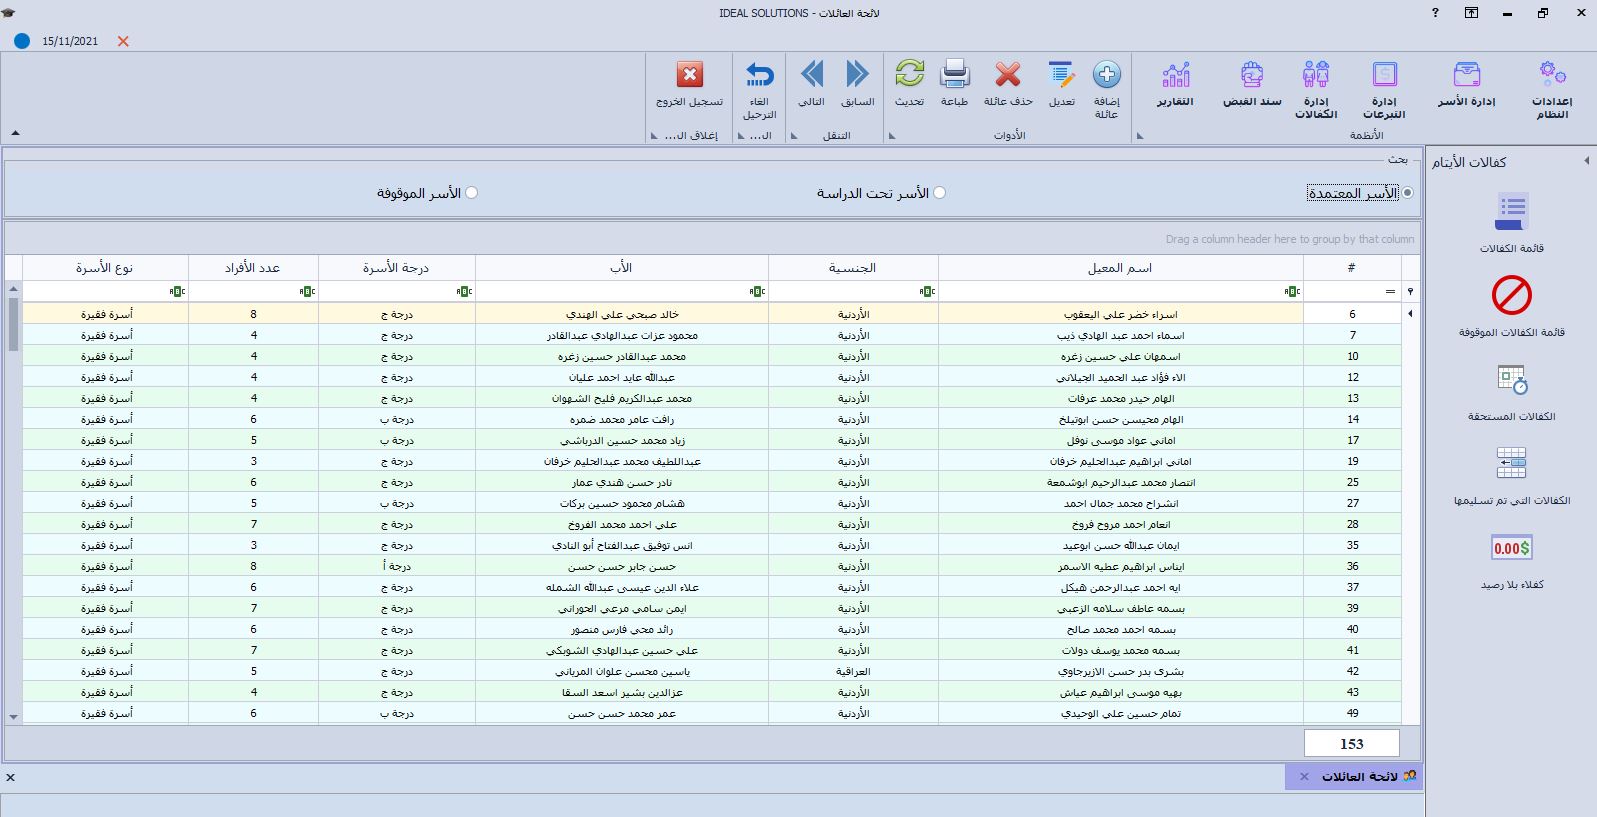 لائحة العائلات - IDEAL SOLUTIONS
15/11/2021
إعدادات النظام
إدارة الأسر
إدارة التبرعات
إدارة الكفالات
سند القبض
التقارير
الأنظمة
إضافة عائلة
تعديل
حذف عائلة
طباعة
تحديث
الأدوات
السابق
التالي
التنقل
الغاء الترحيل
الـ...
تسجيل الخروج
إغلاق الـ...
كفالات الأيتام
قائمة الكفالات
قائمة الكفالات الموقوفة
الكفالات المستحقة
الكفالات التي تم تسليمها
0.00$
كفلاء بلا رصيد
بحث
الأسر المعتمدة
الأسر تحت الدراسة
الأسر الموقوفة
Drag a column header here to group by that column
# اسم المعيل الجنسية الأب درجة الأسرة عدد الأفراد نوع الأسرة
6 اسراء خضر علي اليعقوب الأردنية خالد صبحي علي الهندي درجة ج 8 أسرة فقيرة
7 اسماء احمد عبد الهادي ذيب الأردنية محمود عزات عبدالهادي عبدالقادر درجة ج 4 أسرة فقيرة
10 اسمهان علي حسين زغره الأردنية محمد عبدالقادر حسين زغره درجة ج 4 أسرة فقيرة
12 الاء فؤاد عبد الحميد الجيلاني الأردنية عبدالله عايد احمد عليان درجة ج 4 أسرة فقيرة
13 الهام حيدر محمد عرفات الأردنية محمد عبدالكريم فليح الشهوان درجة ج 4 أسرة فقيرة
14 الهام محيسن حسن ابوتيلخ الأردنية رافت عامر محمد ضمره درجة ب 6 أسرة فقيرة
17 اماني عواد موسى نوفل الأردنية زياد محمد حسين الدرباشي درجة ب 5 أسرة فقيرة
19 اماني ابراهيم عبدالحليم خرفان الأردنية عبداللطيف محمد عبدالحليم خرفان درجة ج 3 أسرة فقيرة
25 انتصار محمد عبدالرحيم ابوشمعة الأردنية نادر حسن هندي عمار درجة ج 6 أسرة فقيرة
27 انشراح محمد جمال احمد الأردنية هشام محمود حسين بركات درجة ب 5 أسرة فقيرة
28 انعام احمد مروح فروخ الأردنية علي احمد محمد الفروخ درجة ج 7 أسرة فقيرة
35 ايمان عبدالله حسن ابوعيد الأردنية انس توفيق عبدالفتاح أبو النادي درجة ج 3 أسرة فقيرة
36 ايناس ابراهيم عطيه الاسمر الأردنية حسن جابر حسن حسن درجة أ 8 أسرة فقيرة
37 ايه احمد عبدالرحمن هيكل الأردنية علاء الدين عيسى عبدالله الشمله درجة ج 6 أسرة فقيرة
39 بسمه عاطف سلامه الزعبي الأردنية ايمن سامي مرعي الحوراني درجة ج 7 أسرة فقيرة
40 بسمه احمد محمد صالح الأردنية رائد محي فارس منصور درجة ج 6 أسرة فقيرة
41 بسمه محمد يوسف دولات الأردنية علي حسين عبدالهادي الشوبكي درجة ج 7 أسرة فقيرة
42 بشرى بدر حسن الازيرجاوي العراقية ياسين محسن علوان المرياني درجة ج 5 أسرة فقيرة
43 بهيه موسى ابراهيم عياش الأردنية عزالدين بشير اسعد السقا درجة ج 4 أسرة فقيرة
49 تمام حسين علي الوحيدي الأردنية عمر محمد حسن حسن درجة ب 6 أسرة فقيرة
153
لائحة العائلات